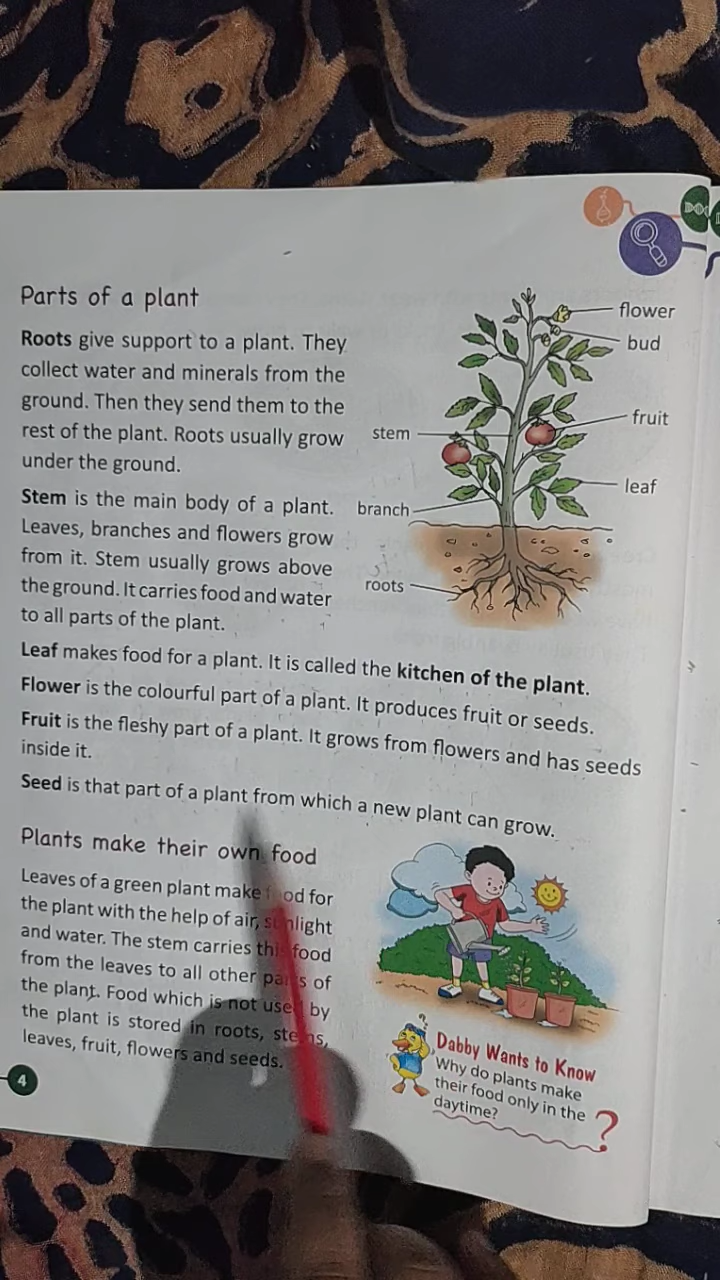 Parts of a plant
Roots give support to a plant. They
collect water and minerals from the
ground. Then they send them to the
rest of the plant. Roots usually grow
under the ground.
Stem is the main body of a plant.
Leaves, branches and flowers grow
from it. Stem usually grows above
the ground. It carries food and water
to all parts of the plant.
flower
bud
fruit
stem
leaf
branch
roots
Leaf makes food for a plant. It is called the kitchen of the plant.
Flower is the colourful part of a plant. It produces fruit or seeds.
Fruit is the fleshy part of a plant. It grows from flowers and has seeds
inside it.
Seed is that part of a plant from which a new plant can grow.
Plants make their own food
Leaves of a green plant make food for
the plant with the help of air, sunlight
and water. The stem carries this food
from the leaves to all other parts of
the plant. Food which is not used by
the plant is stored in roots, stems,
leaves, fruit, flowers and seeds.
Dabby Wants to Know
Why do plants make
their food only in the
daytime?
?
4